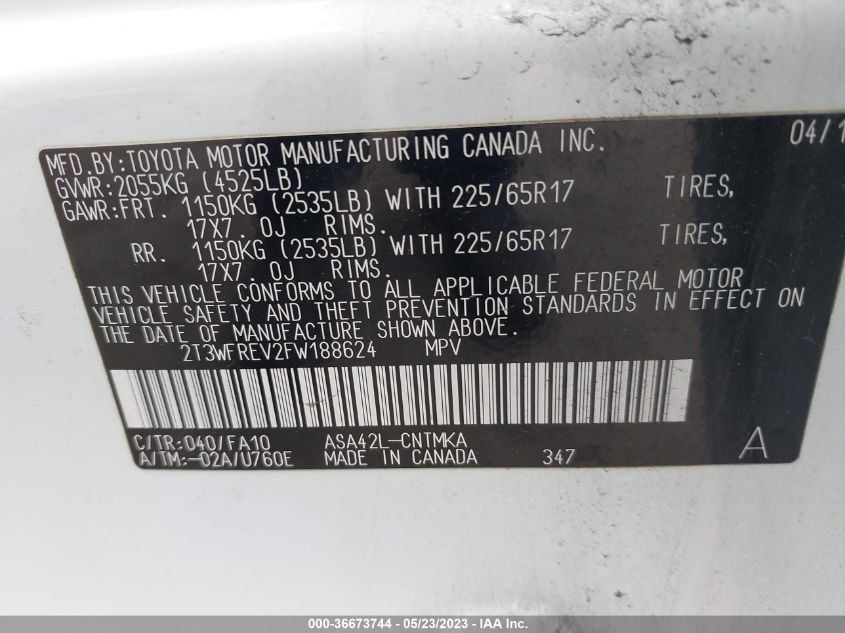 MFD.BY:TOYOTA MOTOR MANUFACTURING CANADA INC. 04/1
GVWR:2055KG (4525LB)
GAWR:FRT. 1150KG (2535LB) WITH 225/65R17 TIRES,
17X7.0J RIMS.
RR. 1150KG (2535LB) WITH 225/65R17 TIRES,
17X7.0J RIMS.
THIS VEHICLE CONFORMS TO ALL APPLICABLE FEDERAL MOTOR
VEHICLE SAFETY AND THEFT PREVENTION STANDARDS IN EFFECT ON
THE DATE OF MANUFACTURE SHOWN ABOVE.
2T3WFREV2FW188624 MPV
C/TR:040/FA10 ASA42L-CNTMKA
A/TM:-02A/U760E MADE IN CANADA 347 A
000-36673744 - 05/23/2023 - IAA Inc.